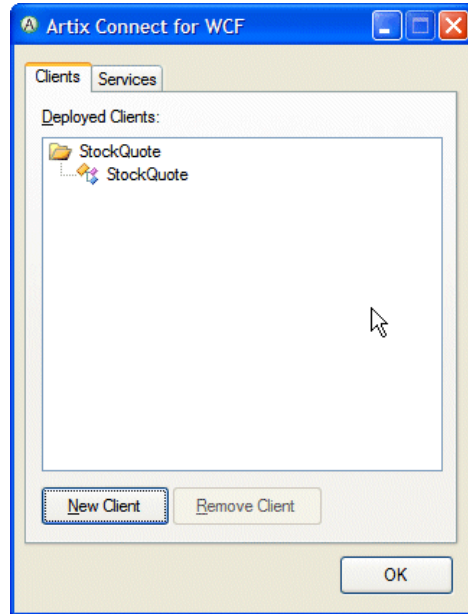 Artix Connect for WCF
Clients Services
Deployed Clients:
StockQuote
StockQuote
New Client Remove Client
OK